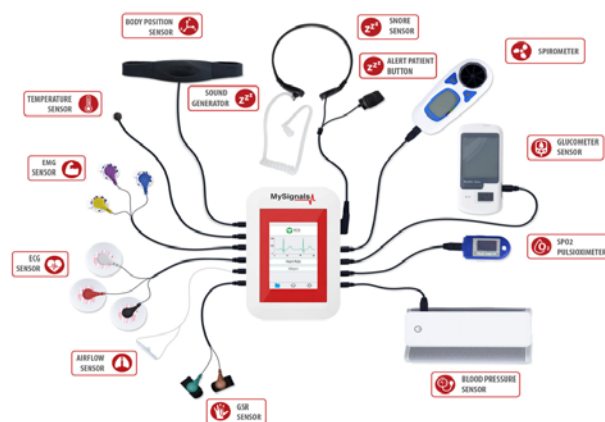 BODY POSITION
SENSOR
SNORE
SENSOR
SPIROMETER
ALERT PATIENT
BUTTON
SOUND
GENERATOR
TEMPERATURE
SENSOR
GLUCOMETER
SENSOR
EMG
SENSOR
MySignals
ECG
SENSOR
SPO2
PULSIOXIMETER
AIRFLOW
SENSOR
BLOOD PRESSURE
SENSOR
GSR
SENSOR